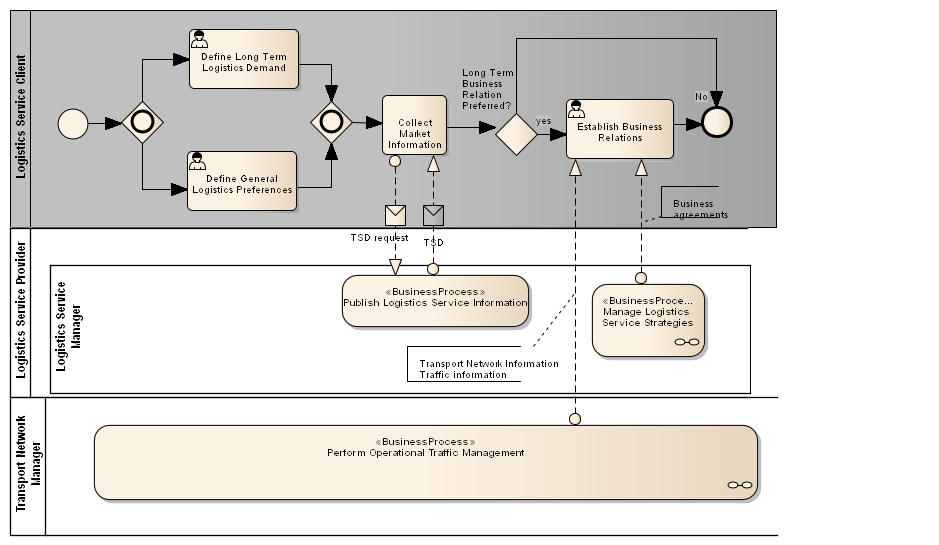 Logistics Service Client
Define Long Term
Logistics Demand
Define General
Logistics Preferences
Collect
Market
Information
Long Term
Business
Relation
Preferred?
yes
No
Establish Business
Relations
TSD request
TSD
Business
agreements
Logistics Service Provider
Logistics Service
Manager
«BusinessProcess»
Publish Logistics Service Information
«BusinessProce...
Manage Logistics
Service Strategies
Transport Network Information
Traffic information
Transport Network
Manager
«BusinessProcess»
Perform Operational Traffic Management